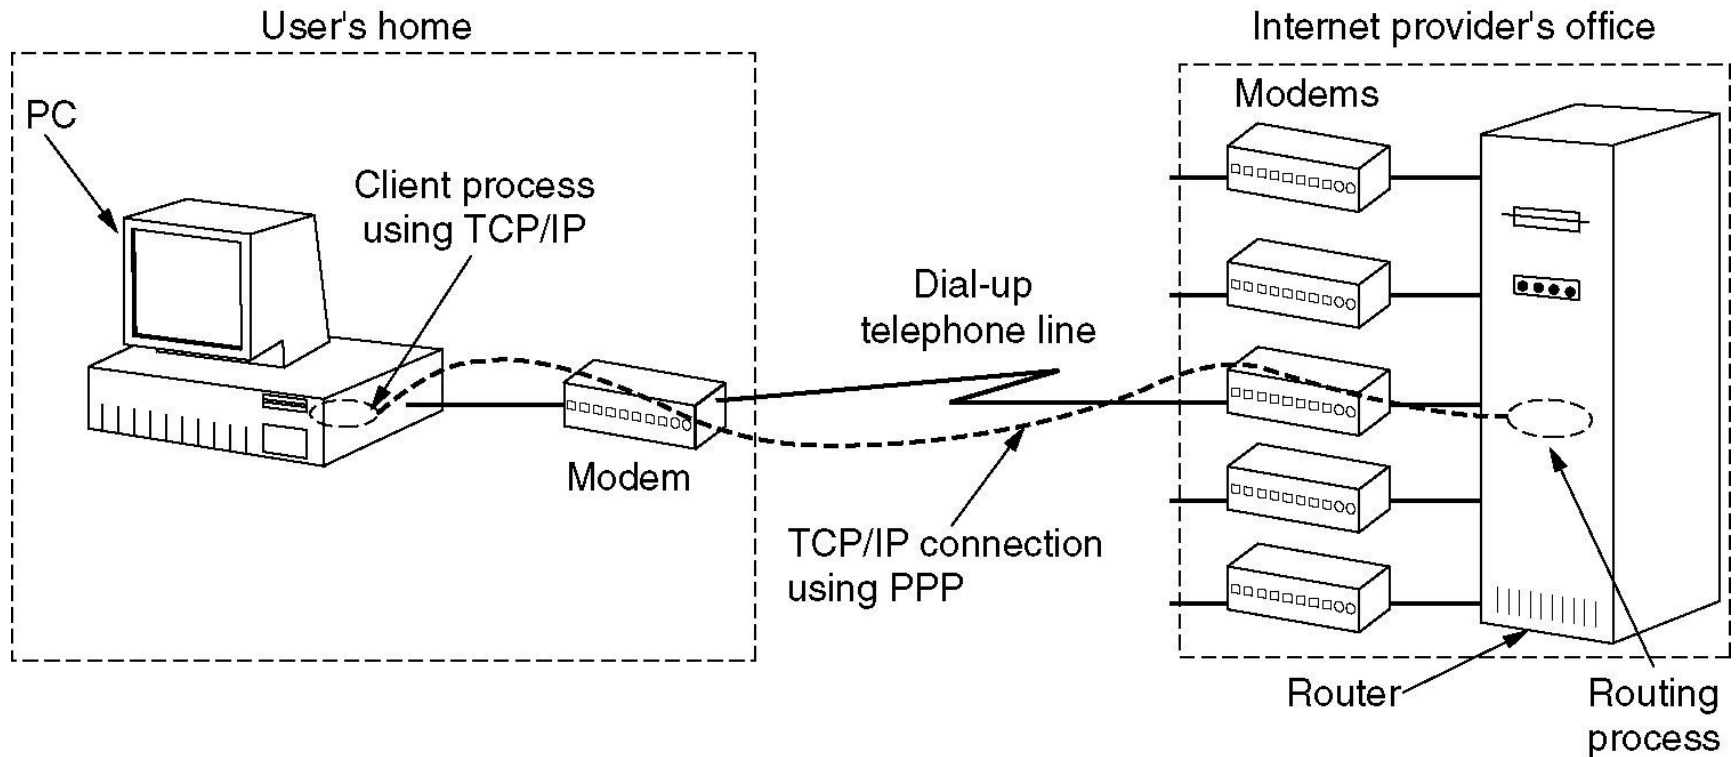 User's home
PC
Client process
using TCP/IP
Modem
Dial-up
telephone line
TCP/IP connection
using PPP
Internet provider's office
Modems
Router
Routing
process